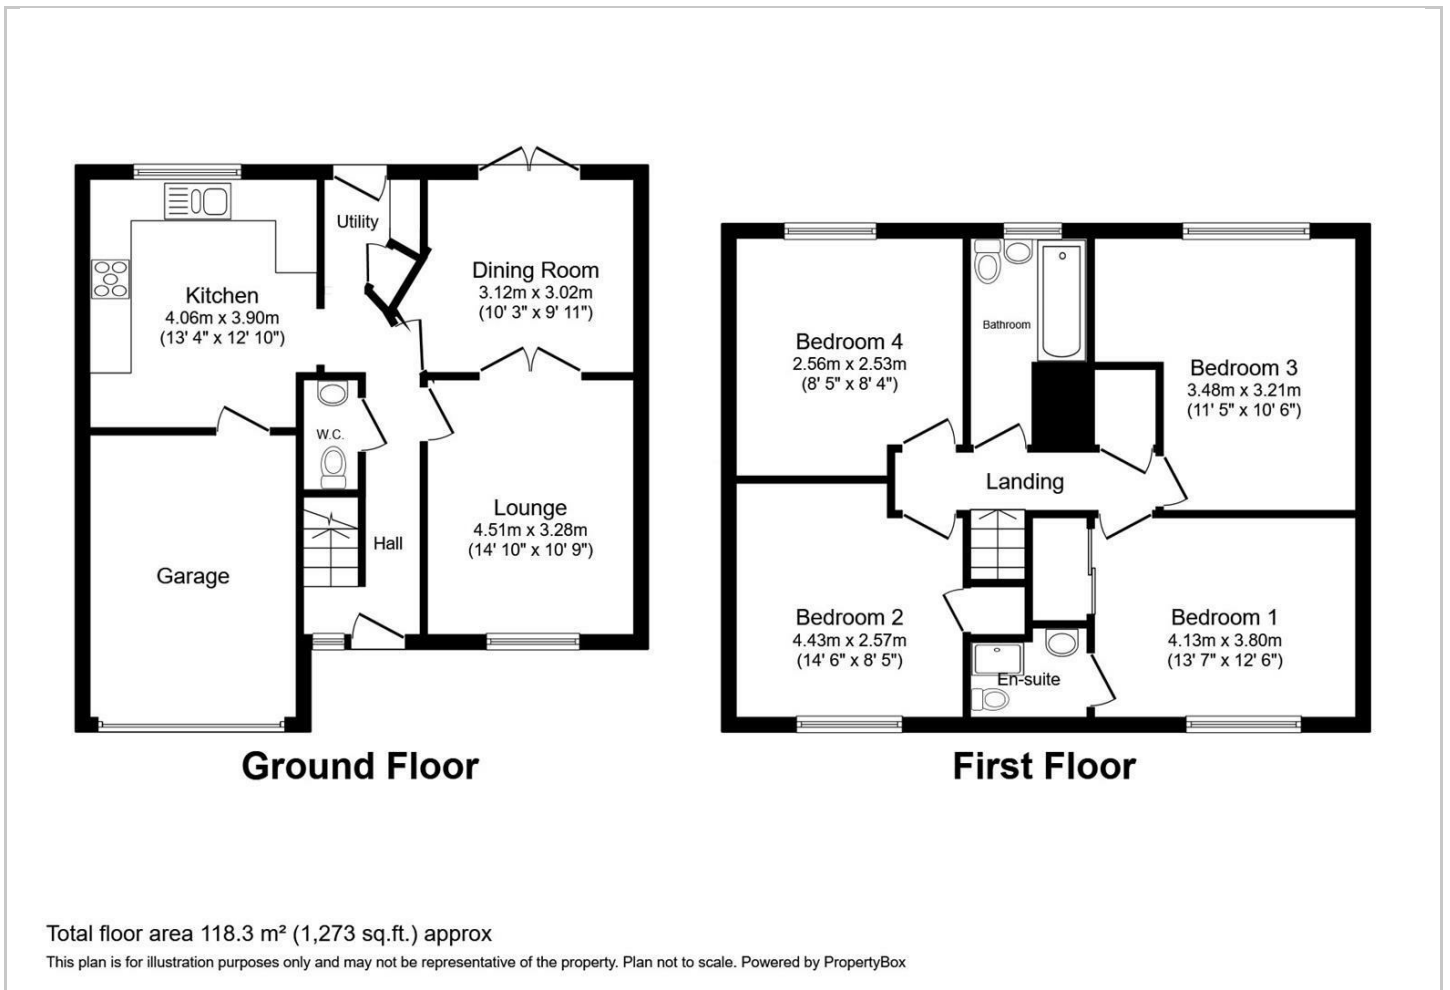 Utility
Kitchen
4.06m x 3.90m
(13' 4" x 12' 10")
Dining Room
3.12m x 3.02m
(10' 3" x 9' 11")
W.C.
Hall
Lounge
4.51m x 3.28m
(14' 10" x 10' 9")
Garage
Ground Floor
Bathroom
Bedroom 4
2.56m x 2.53m
(8' 5" x 8' 4")
Bedroom 3
3.48m x 3.21m
(11' 5" x 10' 6")
Landing
Bedroom 2
4.43m x 2.57m
(14' 6" x 8' 5")
Bedroom 1
4.13m x 3.80m
(13' 7" x 12' 6")
En-suite
First Floor
Total floor area 118.3 m² (1,273 sq.ft.) approx
This plan is for illustration purposes only and may not be representative of the property. Plan not to scale. Powered by PropertyBox